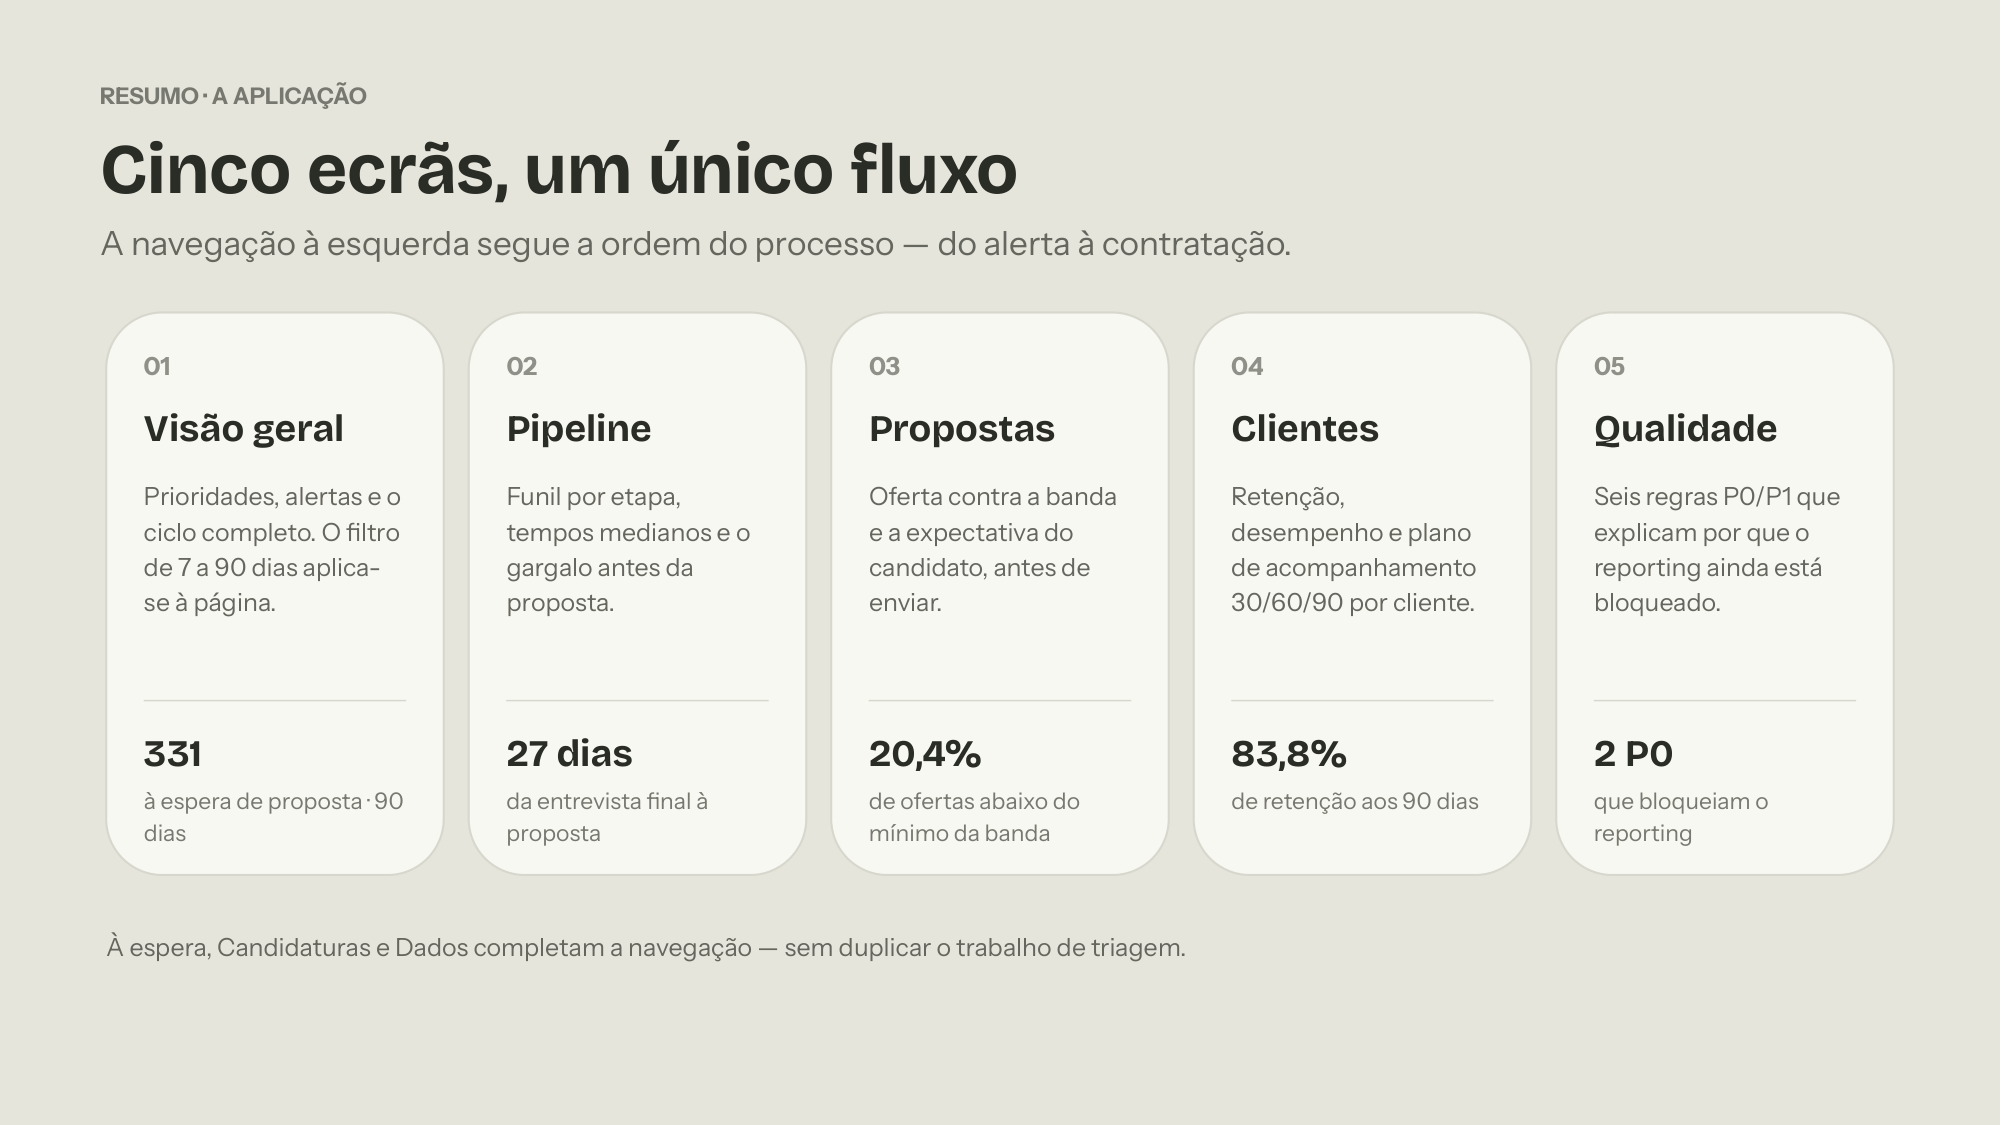 RESUMO · A APLICAÇÃO
Cinco ecrãs, um único fluxo
A navegação à esquerda segue a ordem do processo — do alerta à contratação.
01
Visão geral
Prioridades, alertas e o
ciclo completo. O filtro
de 7 a 90 dias aplica-
se à página.
331
à espera de proposta · 90
dias
02
Pipeline
Funil por etapa,
tempos medianos e o
gargalo antes da
proposta.
27 dias
da entrevista final à
proposta
03
Propostas
Oferta contra a banda
e a expectativa do
candidato, antes de
enviar.
20,4%
de ofertas abaixo do
mínimo da banda
04
Clientes
Retenção,
desempenho e plano
de acompanhamento
30/60/90 por cliente.
83,8%
de retenção aos 90 dias
05
Qualidade
Seis regras P0/P1 que
explicam por que o
reporting ainda está
bloqueado.
2 P0
que bloqueiam o
reporting
À espera, Candidaturas e Dados completam a navegação — sem duplicar o trabalho de triagem.